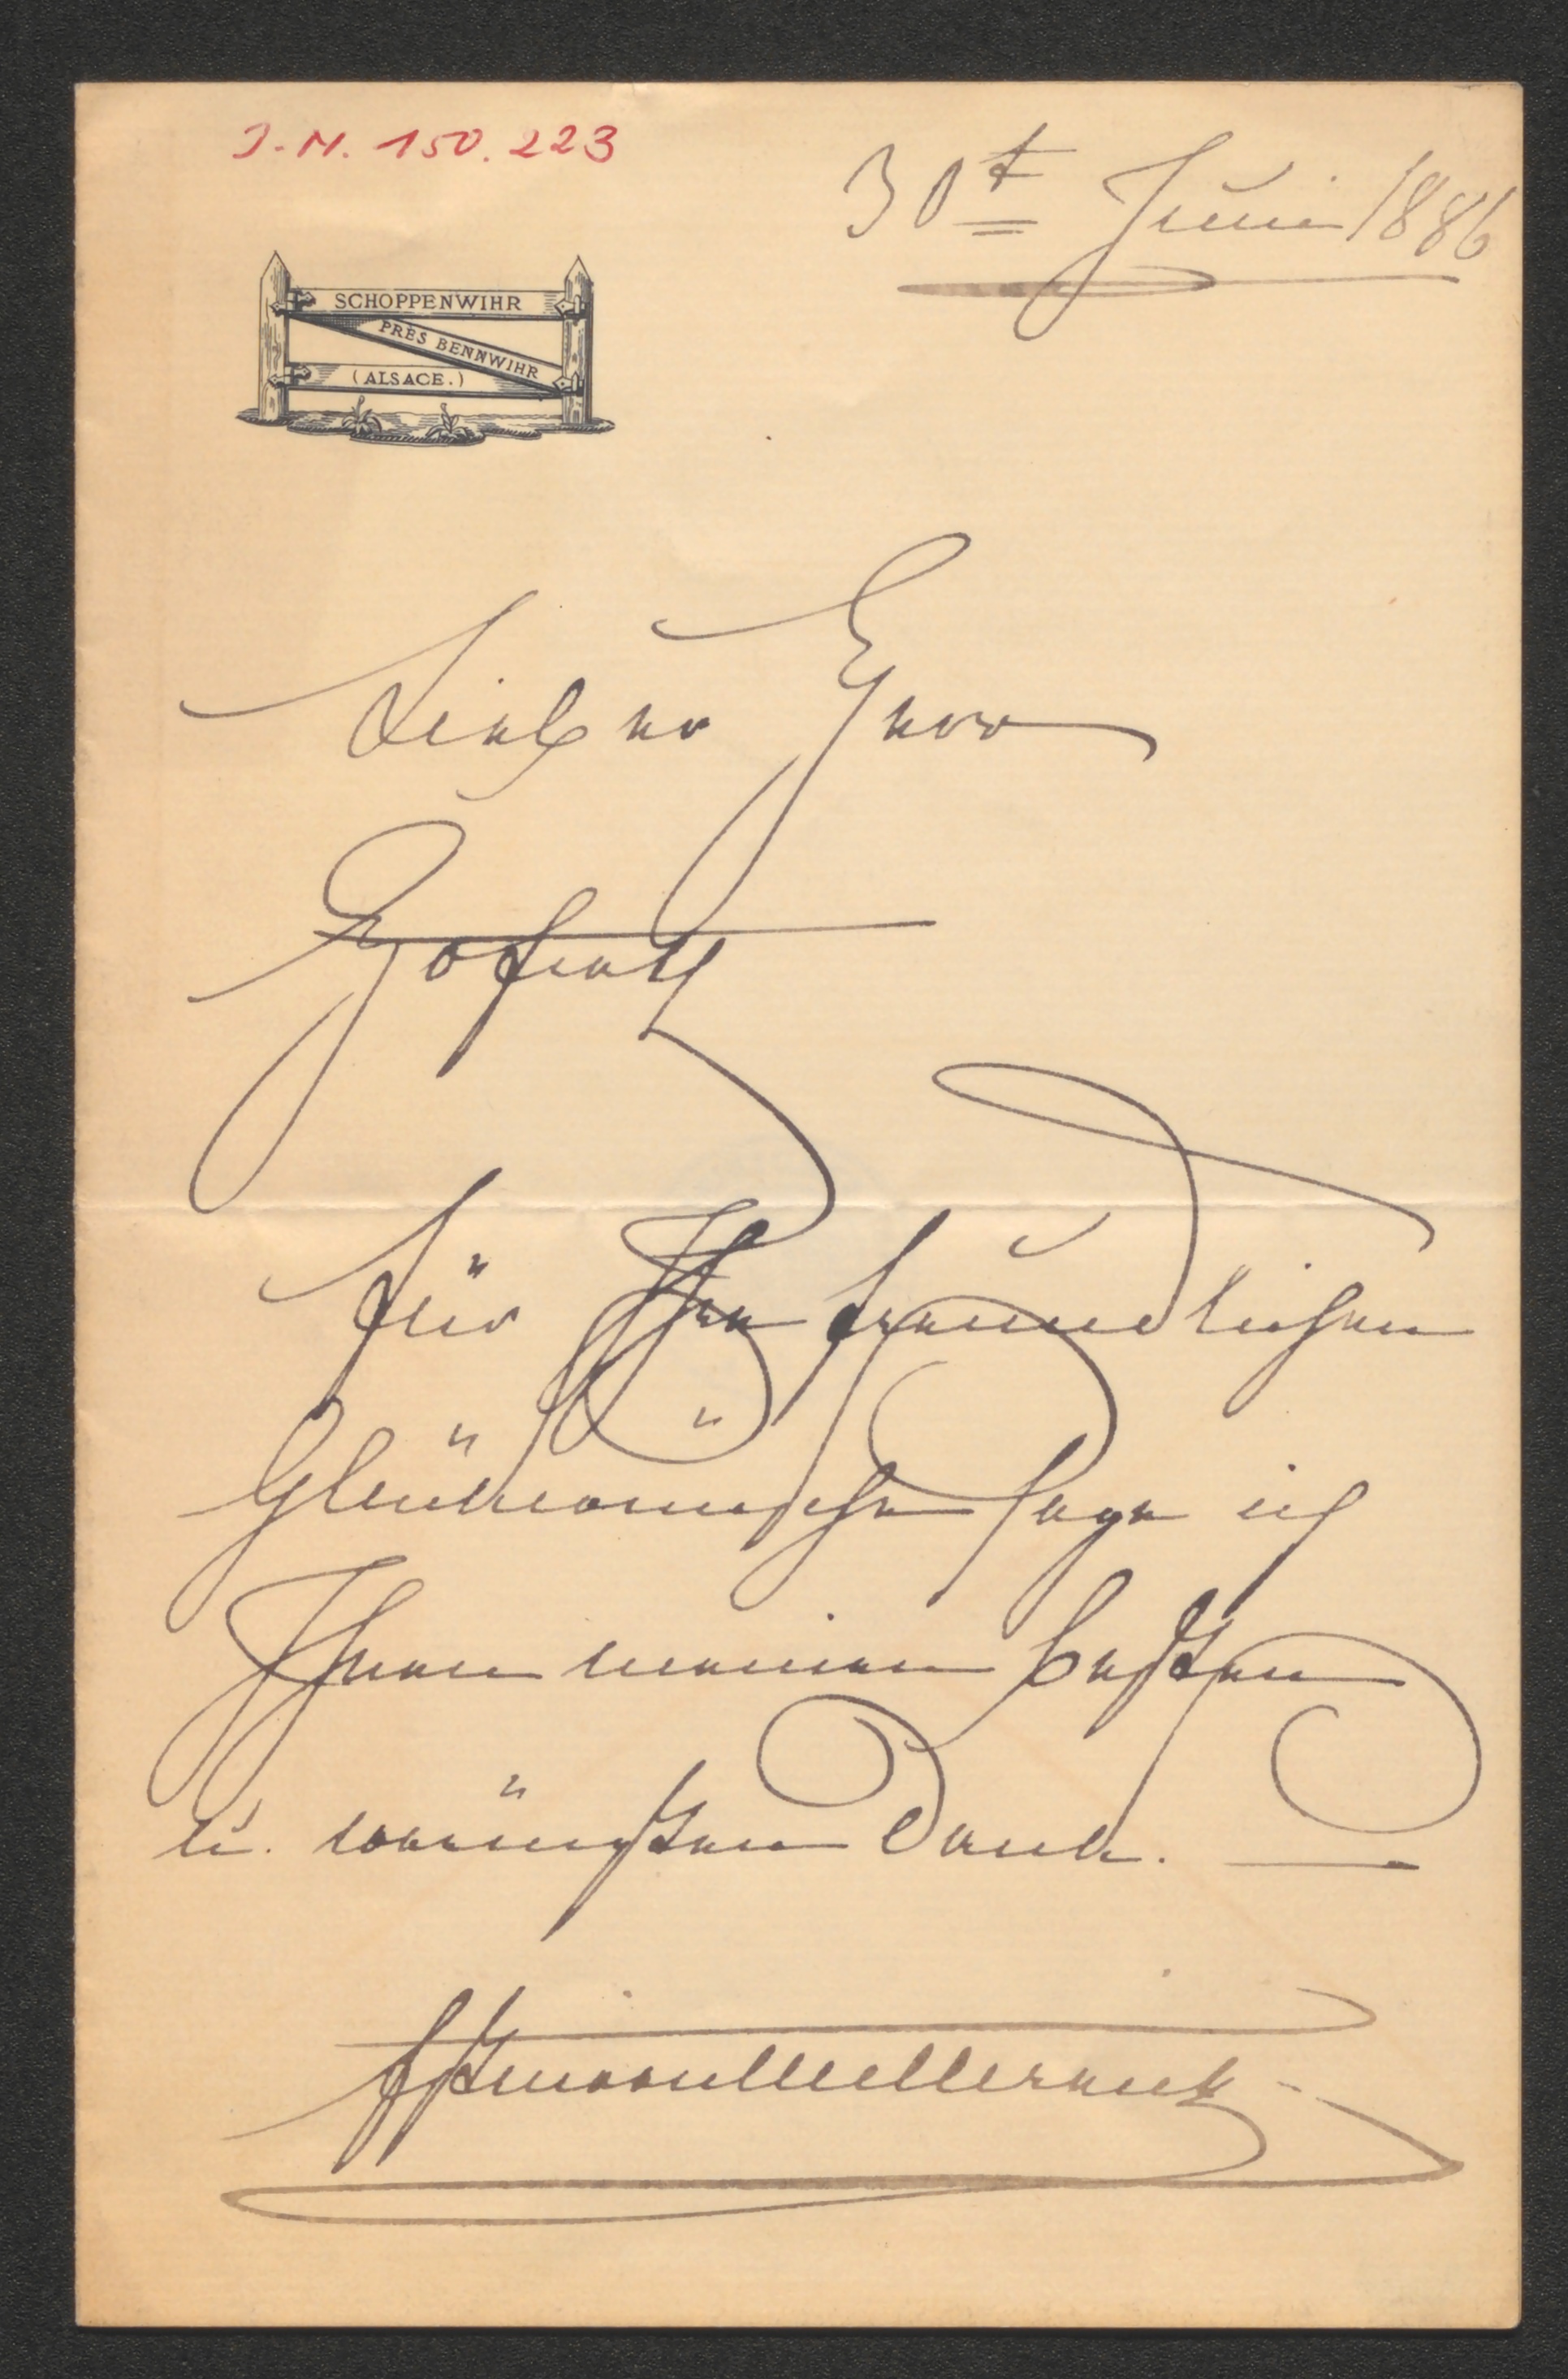 J.N. 150.223
30t Juni 1886
SCHOPPENWIHR
PRÈS BENNWIHR
(ALSACE.)
Lieber Herr
Hofrath
Für Ihre freundlichen
Glückwünsche sage ich
Ihnen meinen besten
u. wärmsten Dank. —